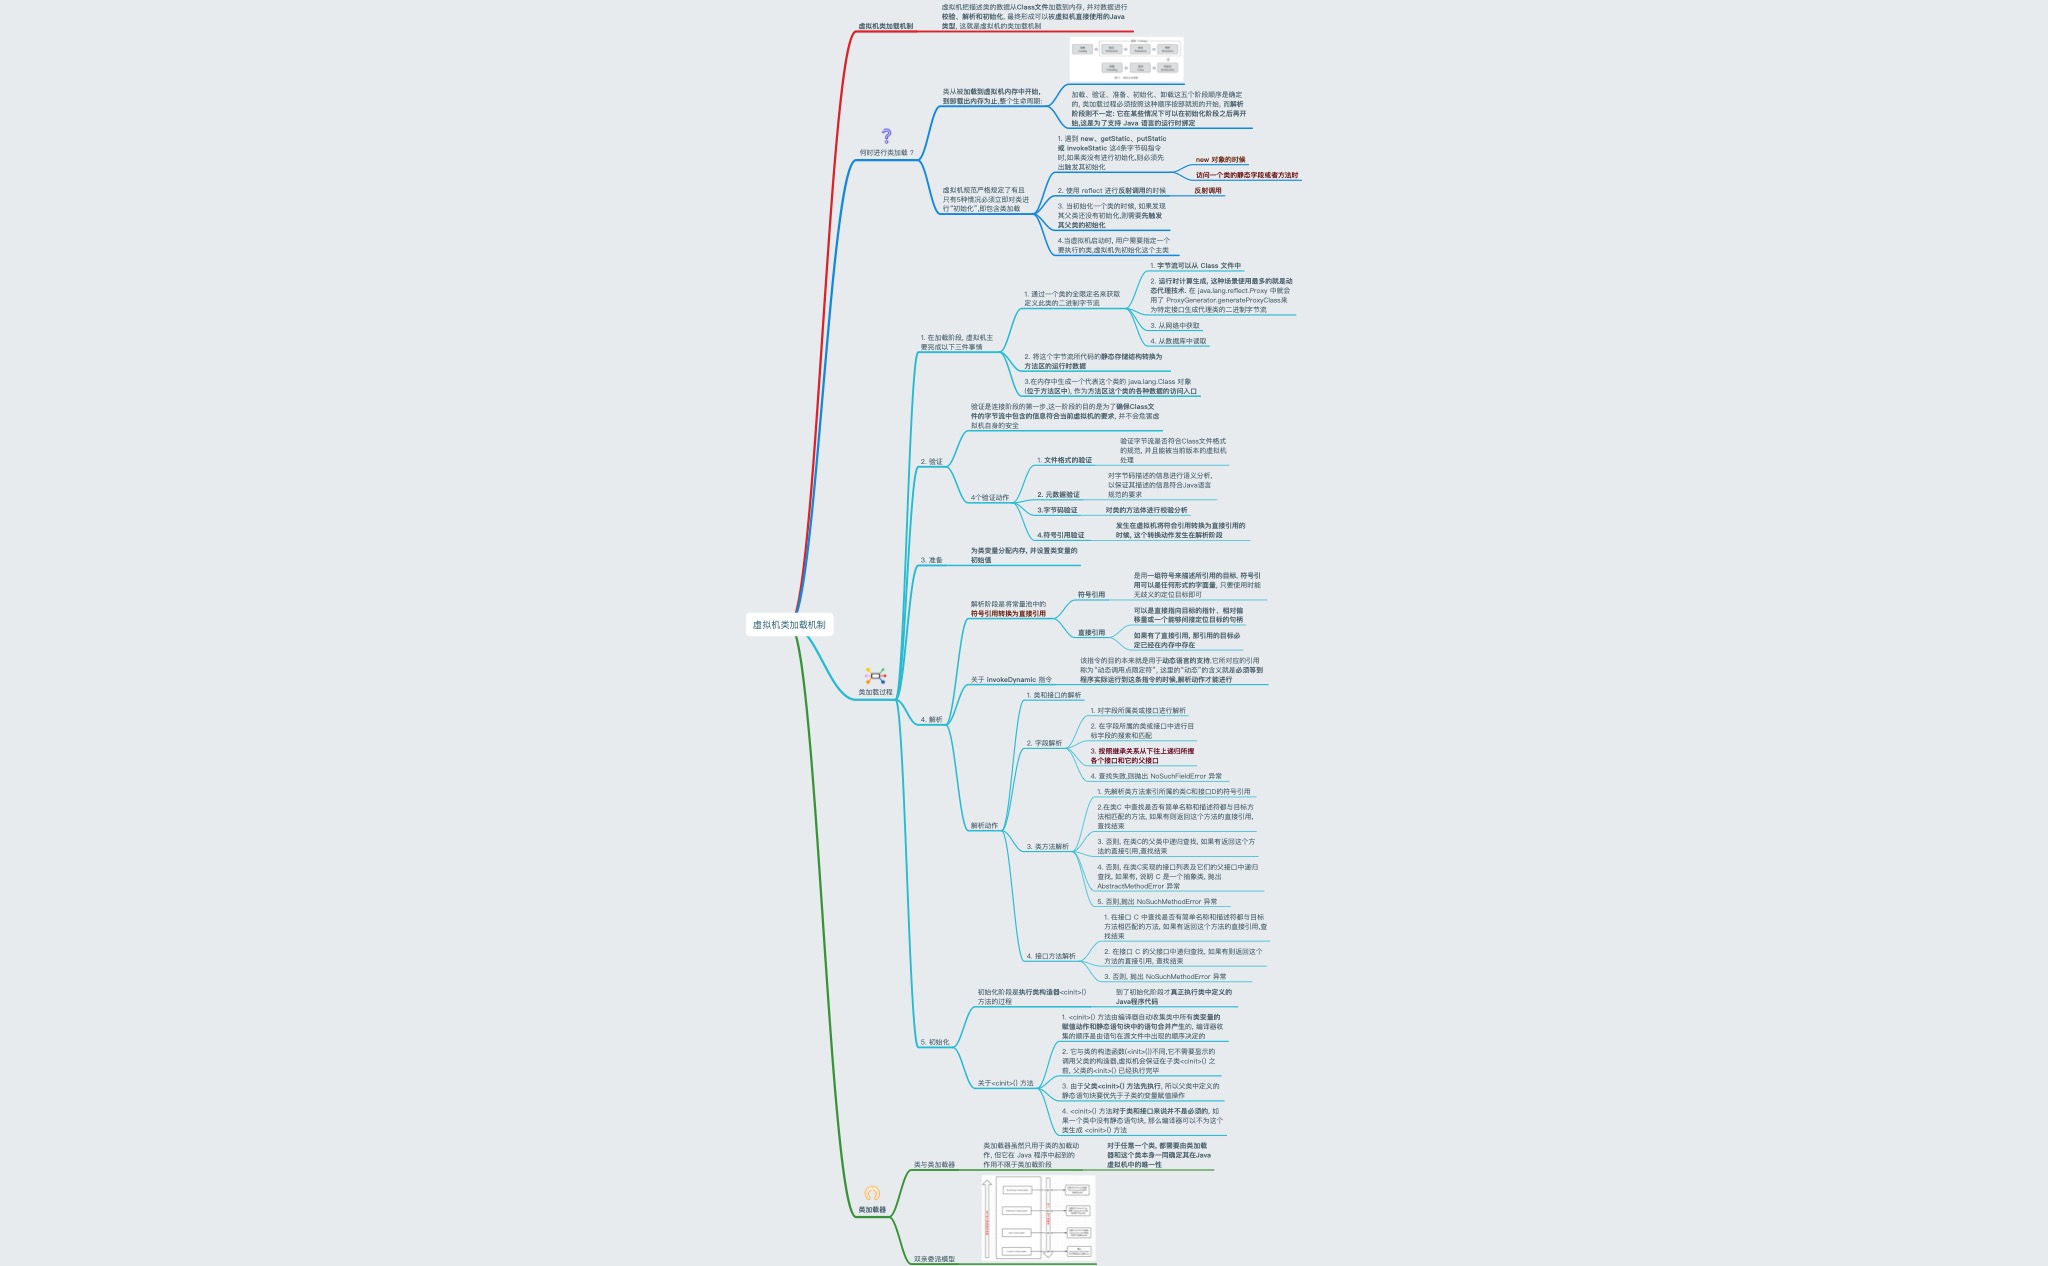 虚拟机类加载机制
虚拟机类加载机制
虚拟机把描述类的数据从Class文件加载到内存, 并对数据进行
校验、解析和初始化, 最终形成可以被虚拟机直接使用的Java
类型, 这就是虚拟机的类加载机制
何时进行类加载 ?
类从被加载到虚拟机内存中开始,
到卸载出内存为止,整个生命周期:
加载、验证、准备、初始化、卸载这五个阶段顺序是确定
的, 类加载过程必须按照这种顺序按部就班的开始, 而解析
阶段则不一定: 它在某些情况下可以在初始化阶段之后再开
始,这是为了支持 Java 语言的运行时绑定
虚拟机规范严格规定了有且
只有5种情况必须立即对类进
行"初始化",即包含类加载
1. 遇到 new、getStatic、putStatic
或 invokeStatic 这4条字节码指令
时,如果类没有进行初始化,则必须先
出触发其初始化
new 对象的时候
访问一个类的静态字段或者方法时
2. 使用 reflect 进行反射调用的时候
反射调用
3. 当初始化一个类的时候, 如果发现
其父类还没有初始化,则需要先触发
其父类的初始化
4.当虚拟机启动时, 用户需要指定一个
要执行的类,虚拟机先初始化这个主类
类加载过程
1. 在加载阶段, 虚拟机主
要完成以下三件事情
1. 通过一个类的全限定名来获取
定义此类的二进制字节流
1. 字节流可以从 Class 文件中
2. 运行时计算生成, 这种场景使用最多的就是动
态代理技术. 在 java.lang.reflect.Proxy 中就会
用了 ProxyGenerator.generateProxyClass来
为特定接口生成代理类的二进制字节流
3. 从网络中获取
4. 从数据库中读取
2. 将这个字节流所代码的静态存储结构转换为
方法区的运行时数据
3.在内存中生成一个代表这个类的 java.lang.Class 对象
(位于方法区中), 作为方法区这个类的各种数据的访问入口
2. 验证
验证是连接阶段的第一步,这一阶段的目的是为了确保Class文
件的字节流中包含的信息符合当前虚拟机的要求, 并不会危害虚
拟机自身的安全
4个验证动作
1. 文件格式的验证
验证字节流是否符合Class文件格式
的规范, 并且能被当前版本的虚拟机
处理
2. 元数据验证
对字节码描述的信息进行语义分析,
以保证其描述的信息符合Java语言
规范的要求
3.字节码验证
对类的方法体进行校验分析
4.符号引用验证
发生在虚拟机将符合引用转换为直接引用的
时候, 这个转换动作发生在解析阶段
3. 准备
为类变量分配内存, 并设置类变量的
初始值
4. 解析
解析阶段是将常量池中的
符号引用转换为直接引用
符号引用
是用一组符号来描述所引用的目标, 符号引
用可以是任何形式的字面量, 只要使用时能
无歧义的定位目标即可
直接引用
可以是直接指向目标的指针、相对偏
移量或一个能够间接定位目标的句柄
如果有了直接引用, 那引用的目标必
定已经在内存中存在
关于 invokeDynamic 指令
该指令的目的本来就是用于动态语言的支持,它所对应的引用
称为"动态调用点限定符", 这里的"动态"的含义就是必须等到
程序实际运行到这条指令的时候,解析动作才能进行
解析动作
1. 类和接口的解析
2. 字段解析
1. 对字段所属类或接口进行解析
2. 在字段所属的类或接口中进行目
标字段的搜索和匹配
3. 按照继承关系从下往上递归所搜
各个接口和它的父接口
4. 查找失败,则抛出 NoSuchFieldError 异常
3. 类方法解析
1. 先解析类方法索引所属的类C和接口D的符号引用
2.在类C 中查找是否有简单名称和描述符都与目标方
法相匹配的方法, 如果有则返回这个方法的直接引用,
查找结束
3. 否则, 在类C的父类中递归查找, 如果有返回这个方
法的直接引用,查找结束
4. 否则, 在类C实现的接口列表及它们的父接口中递归
查找, 如果有, 说明 C 是一个抽象类, 抛出
AbstractMethodError 异常
5. 否则,抛出 NoSuchMethodError 异常
4. 接口方法解析
1. 在接口 C 中查找是否有简单名称和描述符都与目标
方法相匹配的方法, 如果有返回这个方法的直接引用,查
找结束
2. 在接口 C 的父接口中递归查找, 如果有则返回这个
方法的直接引用, 查找结束
3. 否则, 抛出 NoSuchMethodError 异常
5. 初始化
初始化阶段是执行类构造器<cinit>()
方法的过程
到了初始化阶段才真正执行类中定义的
Java程序代码
关于<cinit>() 方法
1. <cinit>() 方法由编译器自动收集类中所有类变量的
赋值动作和静态语句块中的语句合并产生的, 编译器收
集的顺序是由语句在源文件中出现的顺序决定的
2. 它与类的构造函数(<init>())不同,它不需要显示的
调用父类的构造器,虚拟机会保证在子类<cinit>() 之
前, 父类的<init>() 已经执行完毕
3. 由于父类<cinit>() 方法先执行, 所以父类中定义的
静态语句块要优先于子类的变量赋值操作
4. <cinit>() 方法对于类和接口来说并不是必须的, 如
果一个类中没有静态语句块, 那么编译器可以不为这个
类生成 <cinit>() 方法
类加载器
类与类加载器
类加载器虽然只用于类的加载动
作, 但它在 Java 程序中起到的
作用不限于类加载阶段
对于任意一个类, 都需要由类加载
器和这个类本身一同确定其在Java
虚拟机中的唯一性
双亲委派模型